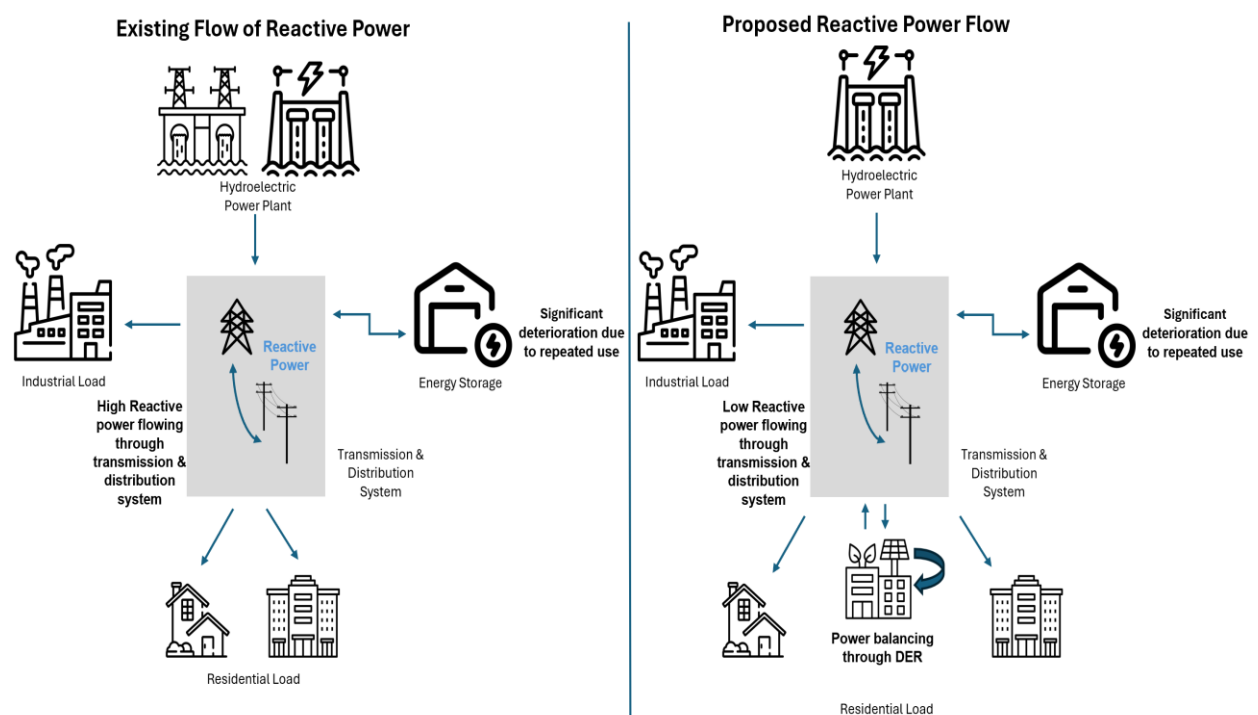 Existing Flow of Reactive Power
Hydroelectric
Power Plant
Industrial Load
Reactive
Power
Energy Storage
Significant
deterioration due
to repeated use
High Reactive
power flowing
through
transmission &
distribution
system
Transmission &
Distribution
System
Residential Load
Proposed Reactive Power Flow
Hydroelectric
Power Plant
Industrial Load
Reactive
Power
Energy Storage
Significant
deterioration due
to repeated use
Low Reactive
power flowing
through
transmission &
distribution
system
Transmission &
Distribution
System
Power balancing
through DER
Residential Load